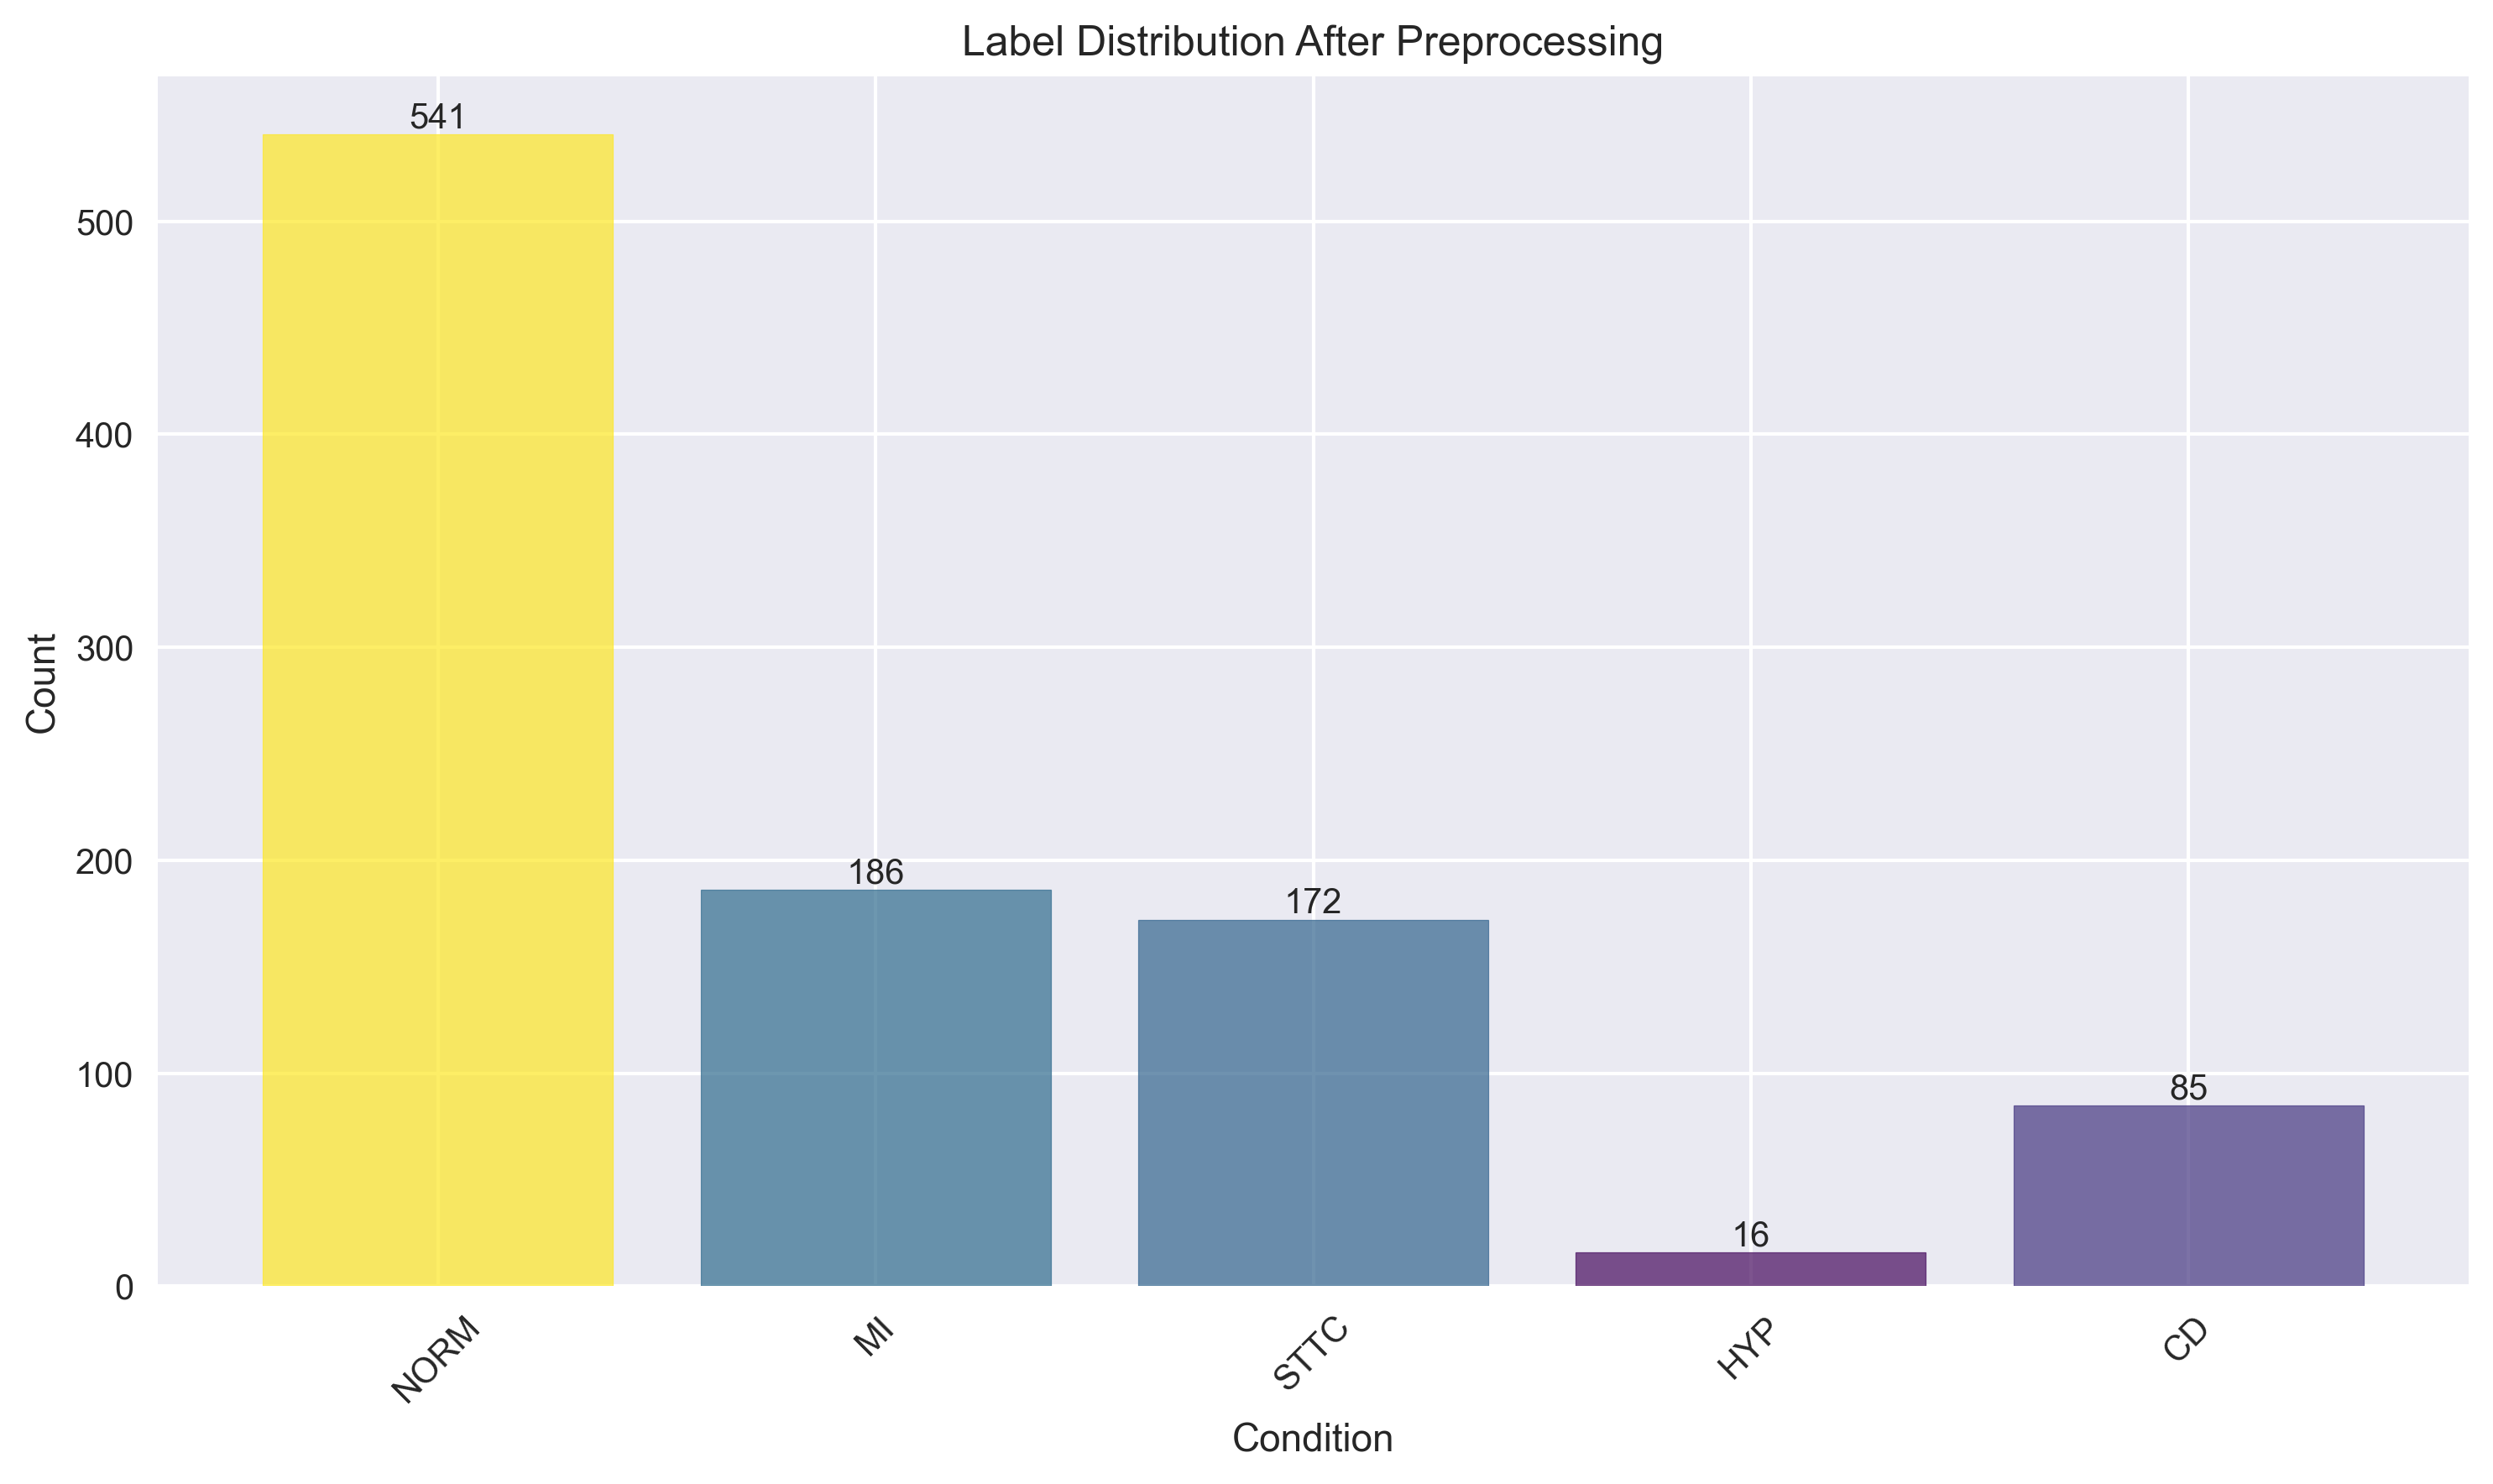 Label Distribution After Preprocessing
541
500
400
300
200
186
172
100
85
16
0
Count
NORM
MI
STTC
HYP
CD
Condition